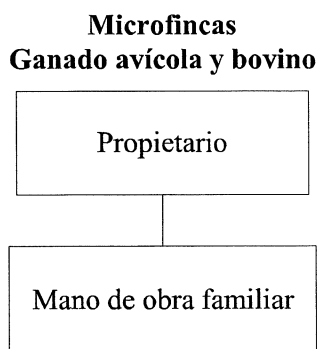 Microfincas
Ganado avícola y bovino
Propietario
Mano de obra familiar